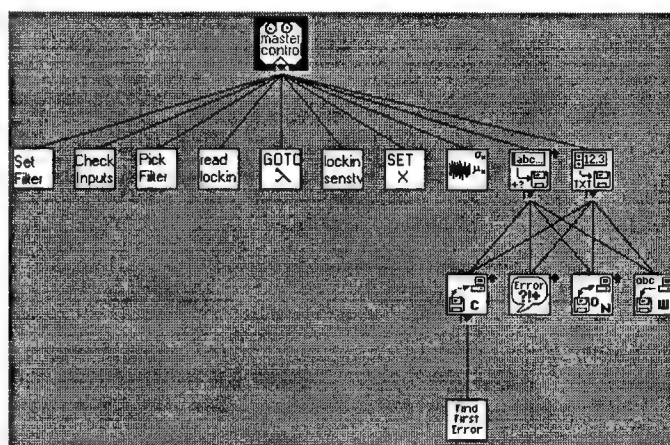 master
control
Set
Filter
Check
Inputs
Pick
Filter
read
lockin
GOTO
λ
lockin
senstv
SET
X
σ
μ
abc...
+?
12.3
TXT
C
Error
?!+
O
N
abc
W
Find
First
Error